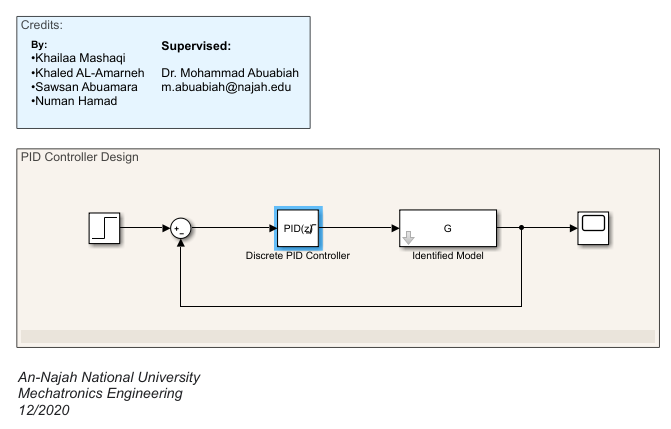 Credits:
By:
•Khailaa Mashaqi
•Khaled AL-Amarneh
•Sawsan Abuamara
•Numan Hamad
Supervised:
Dr. Mohammad Abuabiah
m.abuabiah@najah.edu
PID Controller Design
+
−
PID(z)
Discrete PID Controller
G
Identified Model
An-Najah National University
Mechatronics Engineering
12/2020